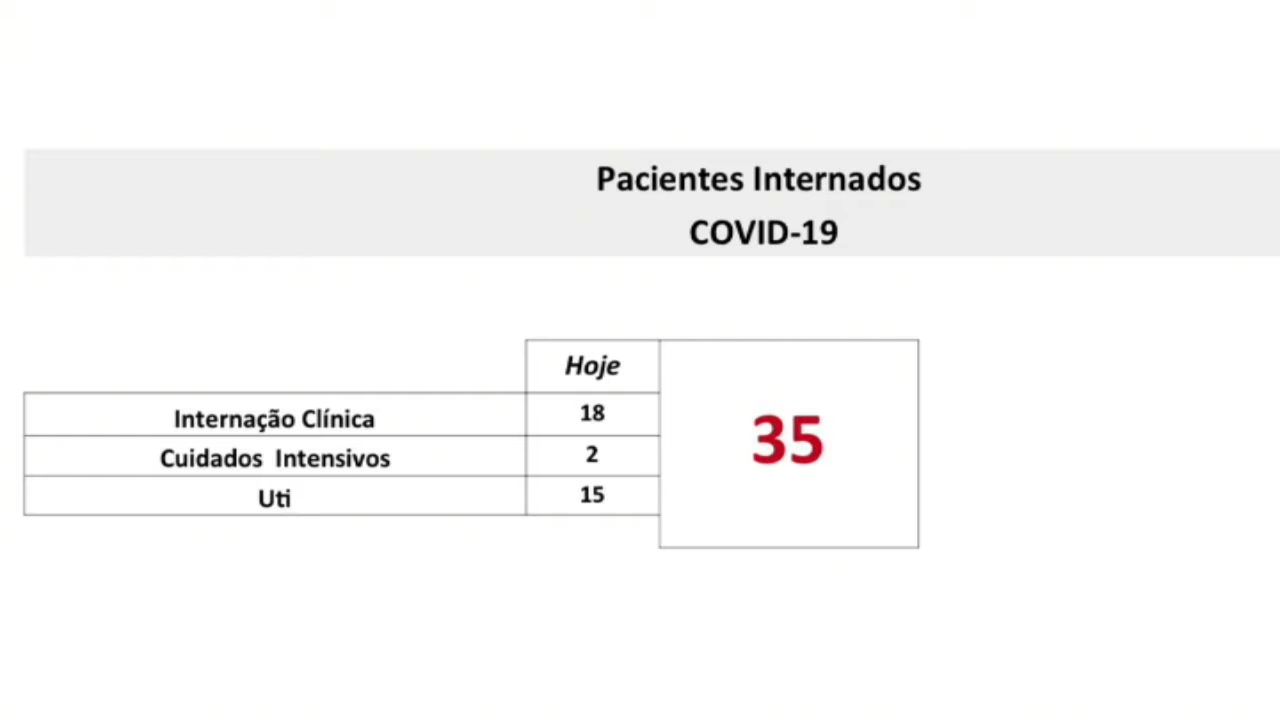 Pacientes Internados
COVID-19
Hoje
35
Internação Clínica 18
Cuidados Intensivos 2
Uti 15